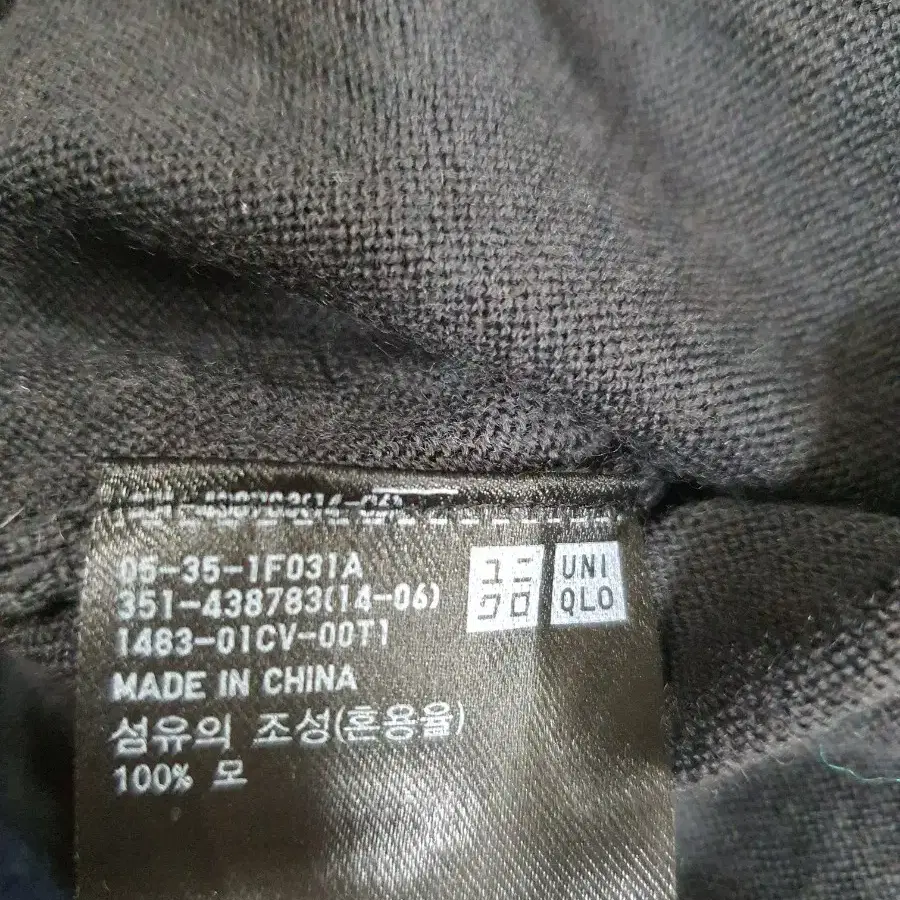 05-35-1F031A
351-438783(14-06)
1483-01CV-00T1
ユニ
クロ
UNI
QLO
MADE IN CHINA
섬유의 조성(혼용율)
100% 모